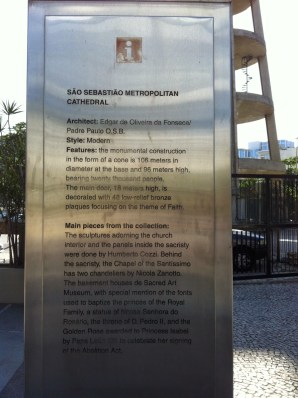 i
SÃO SEBASTIÃO METROPOLITAN
CATHEDRAL
Architect: Edgar de Oliveira da Fonseca/
Padre Paulo O.S.B.
Style: Modern
Features: the monumental construction
in the form of a cone is 106 meters in
diameter at the base and 96 meters high,
bearing twenty thousand people.
The main door, 18 meters high, is
decorated with 48 low-relief bronze
plaques focusing on the theme of Faith.
Main pieces from the collection:
The sculptures adorning the church
interior and the panels inside the sacristy
were done by Humberto Cozzi. Behind
the sacristy, the Chapel of the Santíssimo
has two chandeliers by Nicola Zanotto.
The basement houses de Sacred Art
Museum, with special mention of the fonts
used to baptize the princes of the Royal
Family, a statue of Nossa Senhora do
Rosário, the throne of D. Pedro II, and the
Golden Rose awarded to Princess Isabel
by Pope to celebrate her signing
of the Abolition Act.